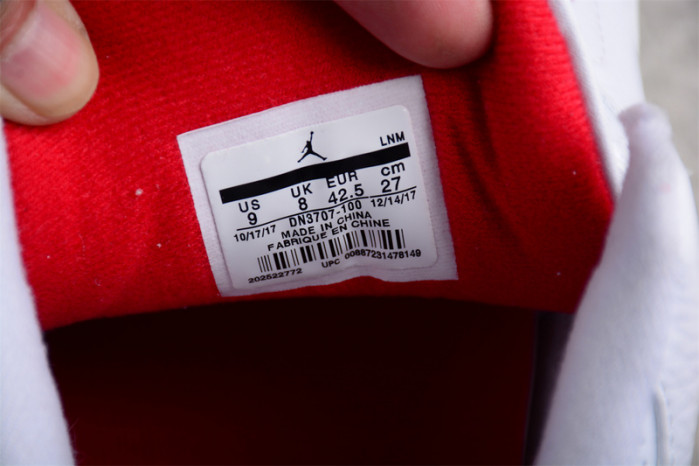 LNM
US UK EUR cm
9 8 42.5 27
10/17/17 DN3707-100 12/14/17
MADE IN CHINA
FABRIQUE EN CHINE
202522772 UPC 00887231478149